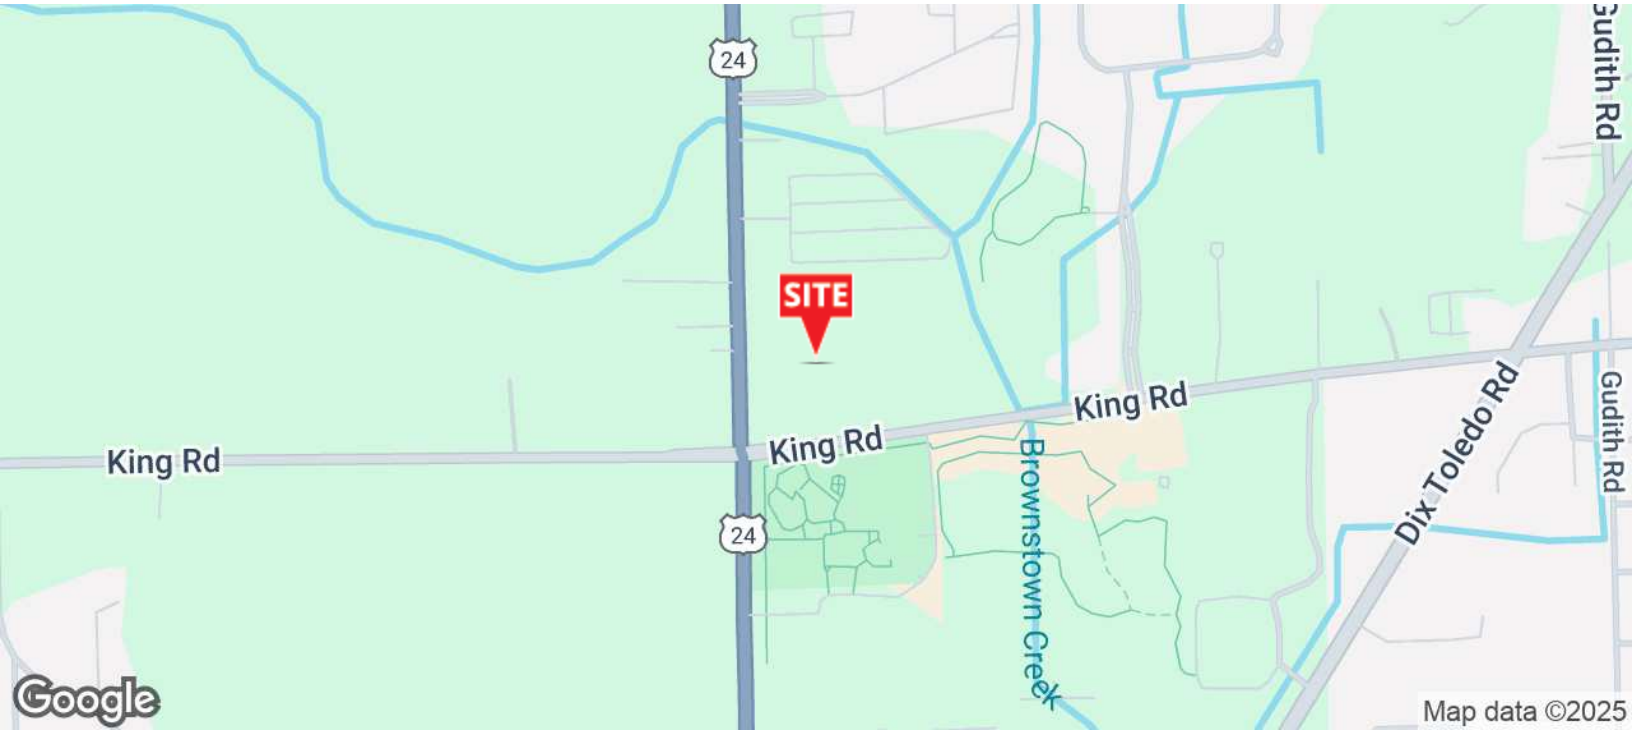 24
Gudith Rd
SITE
King Rd
King Rd
King Rd
Gudith Rd
Dix Toledo Rd
Brownstown Creek
24
Google
Map data ©2025